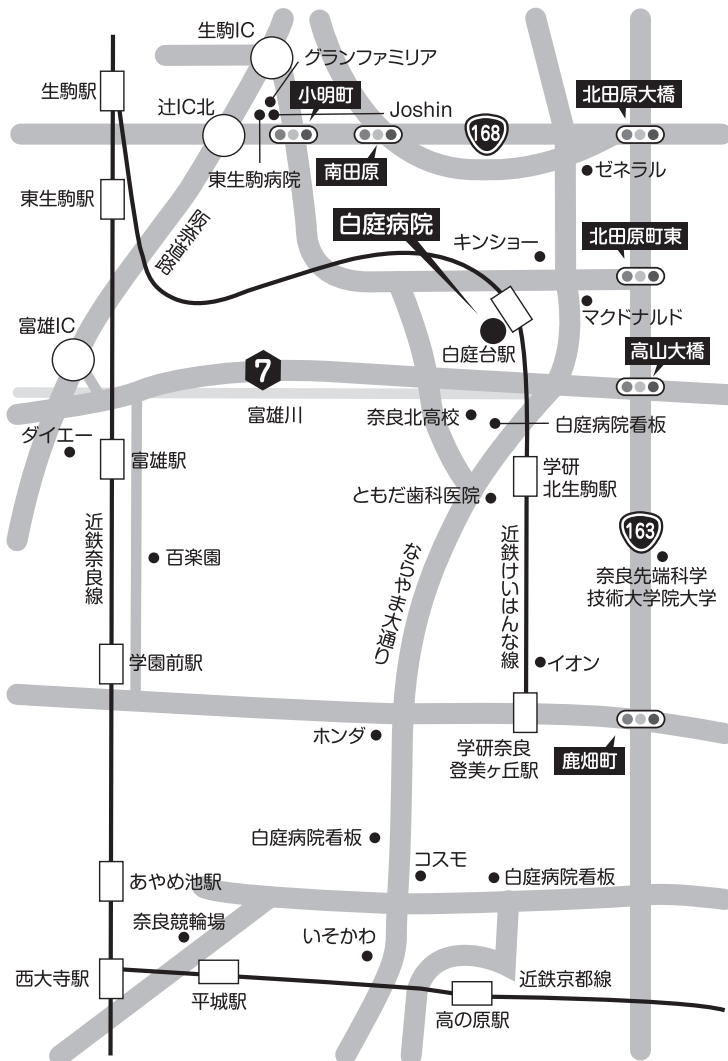 生駒IC
グランファミリア
生駒駅
辻IC北
小明町
Joshin
北田原大橋
168
東生駒病院
南田原
ゼネラル
東生駒駅
阪奈道路
白庭病院
キンショー
北田原町東
マクドナルド
富雄IC
白庭台駅
高山大橋
7
富雄川
奈良北高校
白庭病院看板
ダイエー
富雄駅
学研
北生駒駅
ともだ歯科医院
近鉄奈良線
近鉄けいはんな線
163
百楽園
ならやま大通り
奈良先端科学
技術大学院大学
学園前駅
イオン
ホンダ
学研奈良
登美ヶ丘駅
鹿畑町
白庭病院看板
コスモ
あやめ池駅
白庭病院看板
奈良競輪場
いそかわ
西大寺駅
平城駅
近鉄京都線
高の原駅